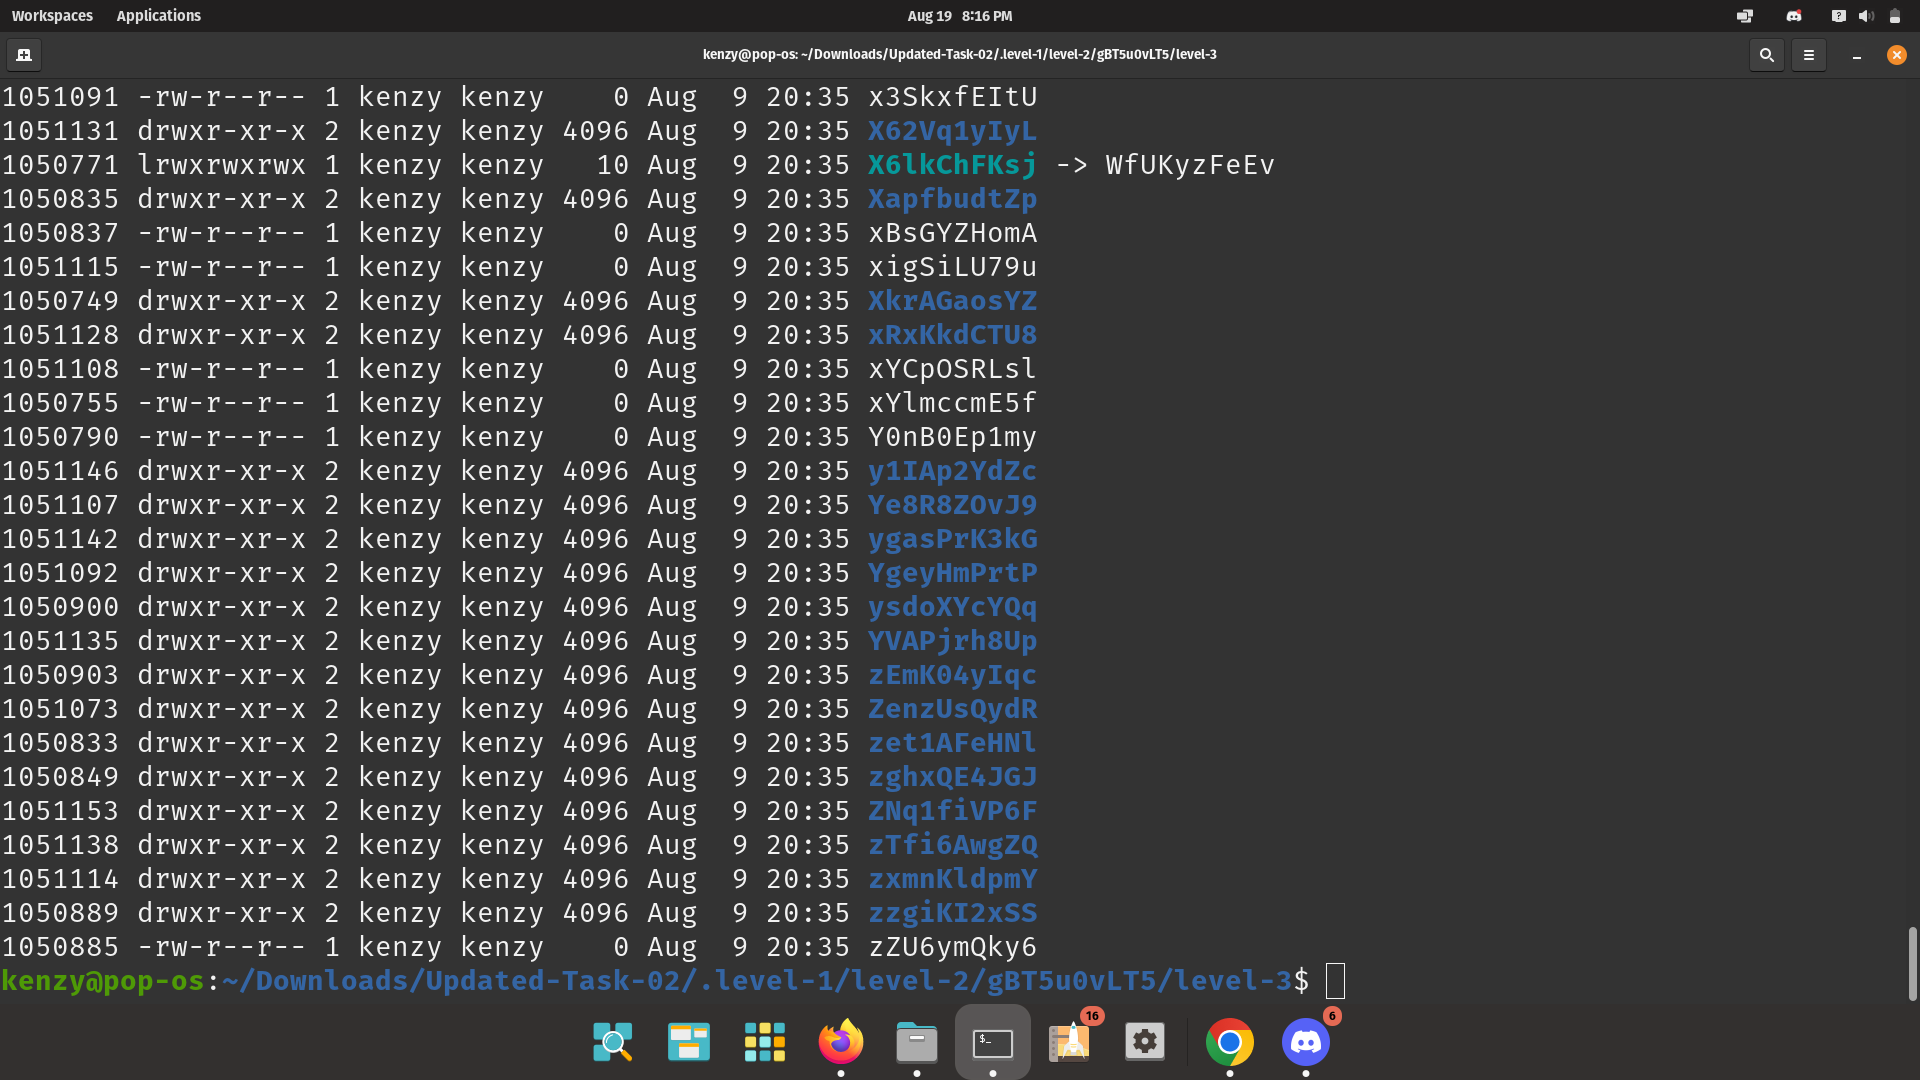 Workspaces Applications Aug 19 8:16 PM
kenzy@pop-os: ~/Downloads/Updated-Task-02/.level-1/level-2/gBT5u0vLT5/level-3
1051091 -rw-r--r-- 1 kenzy kenzy    0 Aug  9 20:35 x3SkxfEItU
1051131 drwxr-xr-x 2 kenzy kenzy 4096 Aug  9 20:35 X62Vq1yIyL
1050771 lrwxrwxrwx 1 kenzy kenzy   10 Aug  9 20:35 X6lkChFKsj -> WfUKyzFeEv
1050835 drwxr-xr-x 2 kenzy kenzy 4096 Aug  9 20:35 XapfbudtZp
1050837 -rw-r--r-- 1 kenzy kenzy    0 Aug  9 20:35 xBsGYZHomA
1051115 -rw-r--r-- 1 kenzy kenzy    0 Aug  9 20:35 xigSiLU79u
1050749 drwxr-xr-x 2 kenzy kenzy 4096 Aug  9 20:35 XkrAGaosYZ
1051128 drwxr-xr-x 2 kenzy kenzy 4096 Aug  9 20:35 xRxKkdCTU8
1051108 -rw-r--r-- 1 kenzy kenzy    0 Aug  9 20:35 xYCpOSRLsl
1050755 -rw-r--r-- 1 kenzy kenzy    0 Aug  9 20:35 xYlmccmE5f
1050790 -rw-r--r-- 1 kenzy kenzy    0 Aug  9 20:35 Y0nB0Ep1my
1051146 drwxr-xr-x 2 kenzy kenzy 4096 Aug  9 20:35 y1IAp2YdZc
1051107 drwxr-xr-x 2 kenzy kenzy 4096 Aug  9 20:35 Ye8R8ZOvJ9
1051142 drwxr-xr-x 2 kenzy kenzy 4096 Aug  9 20:35 ygasPrK3kG
1051092 drwxr-xr-x 2 kenzy kenzy 4096 Aug  9 20:35 YgeyHmPrtP
1050900 drwxr-xr-x 2 kenzy kenzy 4096 Aug  9 20:35 ysdoXYcYQq
1051135 drwxr-xr-x 2 kenzy kenzy 4096 Aug  9 20:35 YVAPjrh8Up
1050903 drwxr-xr-x 2 kenzy kenzy 4096 Aug  9 20:35 zEmK04yIqc
1051073 drwxr-xr-x 2 kenzy kenzy 4096 Aug  9 20:35 ZenzUsQydR
1050833 drwxr-xr-x 2 kenzy kenzy 4096 Aug  9 20:35 zet1AFeHNl
1050849 drwxr-xr-x 2 kenzy kenzy 4096 Aug  9 20:35 zghxQE4JGJ
1051153 drwxr-xr-x 2 kenzy kenzy 4096 Aug  9 20:35 ZNq1fiVP6F
1051138 drwxr-xr-x 2 kenzy kenzy 4096 Aug  9 20:35 zTfi6AwgZQ
1051114 drwxr-xr-x 2 kenzy kenzy 4096 Aug  9 20:35 zxmnKldpmY
1050889 drwxr-xr-x 2 kenzy kenzy 4096 Aug  9 20:35 zzgiKI2xSS
1050885 -rw-r--r-- 1 kenzy kenzy    0 Aug  9 20:35 zZU6ymQky6
kenzy@pop-os:~/Downloads/Updated-Task-02/.level-1/level-2/gBT5u0vLT5/level-3$
$_ 16 6